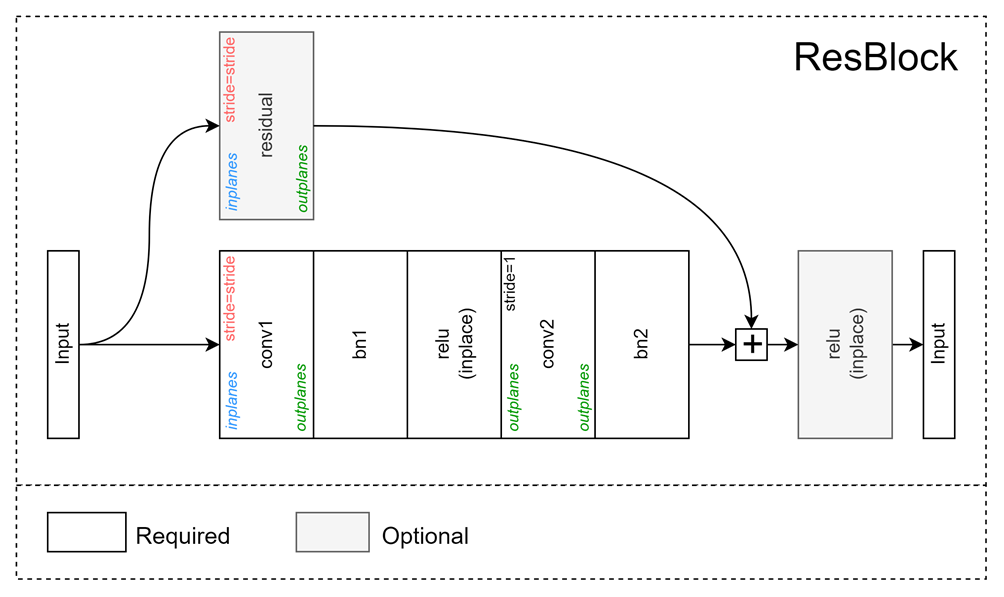 ResBlock
stride=stride
residual
inplanes
outplanes
Input
stride=stride
conv1
inplanes
outplanes
bn1
relu
(inplace)
stride=1
conv2
outplanes
outplanes
bn2
+
relu
(inplace)
Input
Required
Optional